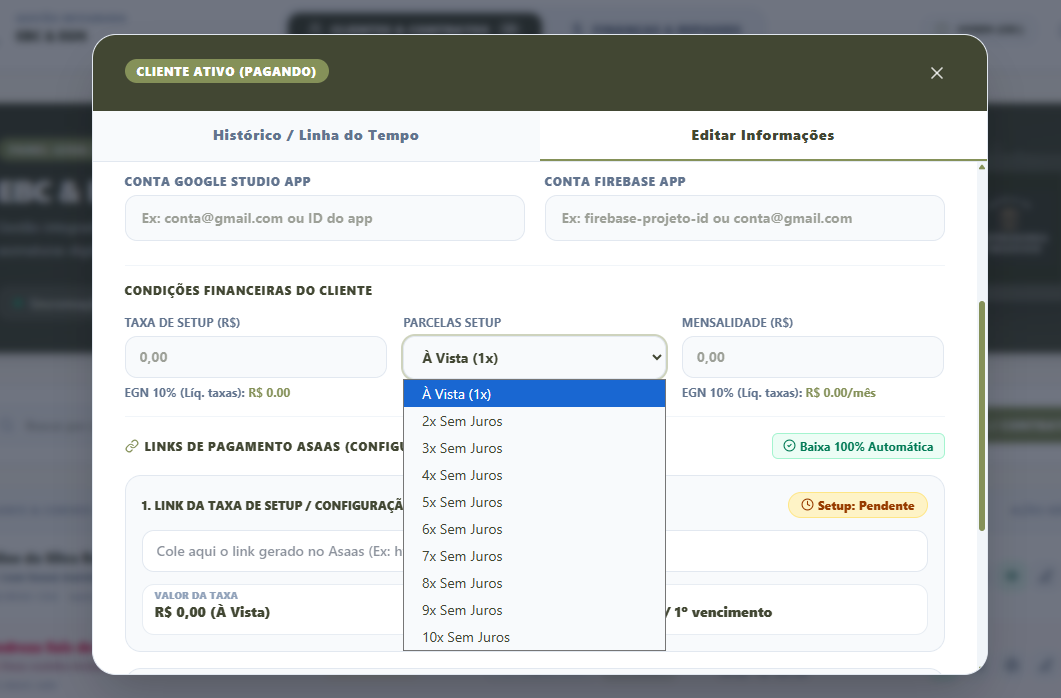 CLIENTE ATIVO (PAGANDO)
Histórico / Linha do Tempo
Editar Informações
CONTA GOOGLE STUDIO APP
CONTA FIREBASE APP
Ex: conta@gmail.com ou ID do app
Ex: firebase-projeto-id ou conta@gmail.com
CONDIÇÕES FINANCEIRAS DO CLIENTE
TAXA DE SETUP (R$)
PARCELAS SETUP
MENSALIDADE (R$)
0,00
À Vista (1x)
0,00
EGN 10% (Líq. taxas): R$ 0.00
EGN 10% (Líq. taxas): R$ 0.00/mês
À Vista (1x)
2x Sem Juros
3x Sem Juros
4x Sem Juros
5x Sem Juros
6x Sem Juros
7x Sem Juros
8x Sem Juros
9x Sem Juros
10x Sem Juros
LINKS DE PAGAMENTO ASAAS (CONFIGU
Baixa 100% Automática
1. LINK DA TAXA DE SETUP / CONFIGURAÇÃ
Setup: Pendente
Cole aqui o link gerado no Asaas (Ex: h
VALOR DA TAXA
R$ 0,00 (À Vista)
/ 1º vencimento